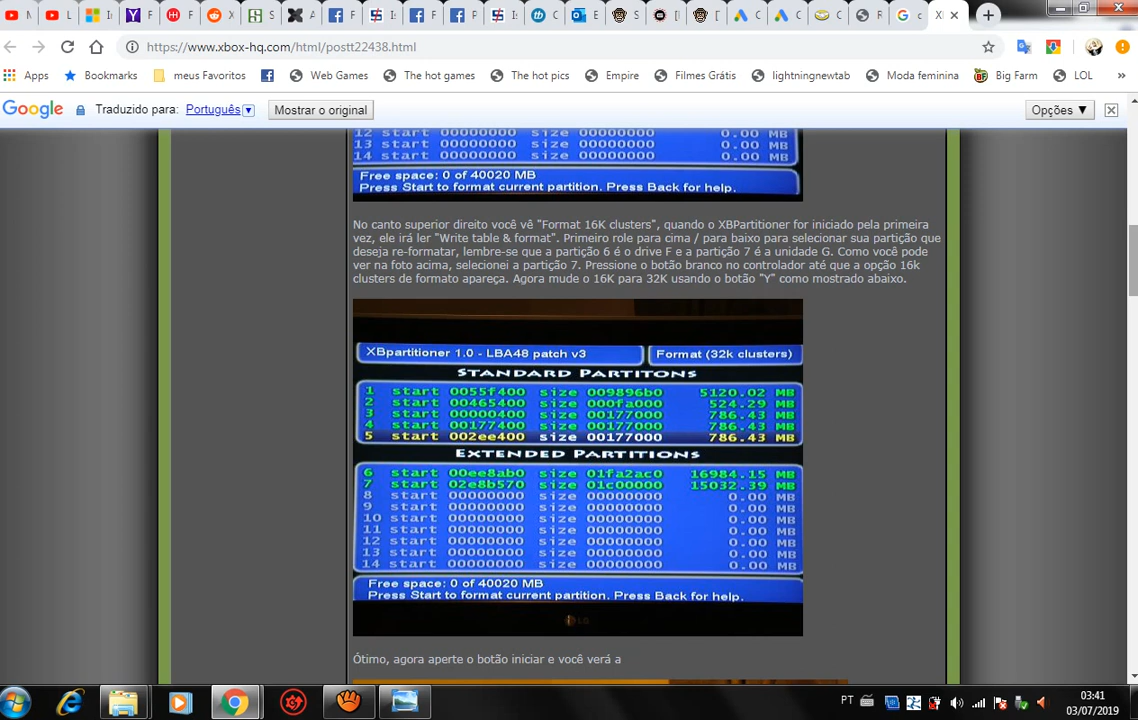 M
L
M
F
H
F
X
S
A
F
I
F
P
I
C
C
E
S
[
[
C
C
C
R
c
X
https://www.xbox-hq.com/html/postt22438.html
Apps Bookmarks meus Favoritos Web Games The hot games The hot pics Empire Filmes Grátis lightningnewtab Moda feminina Big Farm LOL »
Google Traduzido para: Português Mostrar o original Opções ▼
12 start 00000000 size 00000000 0.00 MB
13 start 00000000 size 00000000 0.00 MB
14 start 00000000 size 00000000 0.00 MB
Free space: 0 of 40020 MB
Press Start to format current partition. Press Back for help.
No canto superior direito você vê "Format 16K clusters", quando o XBPartitioner for iniciado pela primeira
vez, ele irá ler "Write table & format". Primeiro role para cima / para baixo para selecionar sua partição que
deseja re-formatar, lembre-se que a partição 6 é o drive F e a partição 7 é a unidade G. Como você pode
ver na foto acima, selecionei a partição 7. Pressione o botão branco no controlador até que a opção 16k
clusters de formato apareça. Agora mude o 16K para 32K usando o botão "Y" como mostrado abaixo.
XBpartitioner 1.0 - LBA48 patch v3 Format (32k clusters)
STANDARD PARTITONS
1 start 0055f400 size 009896b0 5120.02 MB
2 start 00465400 size 000fa000 524.29 MB
3 start 00000400 size 00177000 786.43 MB
4 start 00177400 size 00177000 786.43 MB
5 start 002ee400 size 00177000 786.43 MB
EXTENDED PARTITIONS
6 start 00ee8ab0 size 01fa2ac0 16984.15 MB
7 start 02e8b570 size 01c00000 15032.39 MB
8 start 00000000 size 00000000 0.00 MB
9 start 00000000 size 00000000 0.00 MB
10 start 00000000 size 00000000 0.00 MB
11 start 00000000 size 00000000 0.00 MB
12 start 00000000 size 00000000 0.00 MB
13 start 00000000 size 00000000 0.00 MB
14 start 00000000 size 00000000 0.00 MB
Free space: 0 of 40020 MB
Press Start to format current partition. Press Back for help.
LG
Ótimo, agora aperte o botão iniciar e você verá a
PT
03:41
03/07/2019